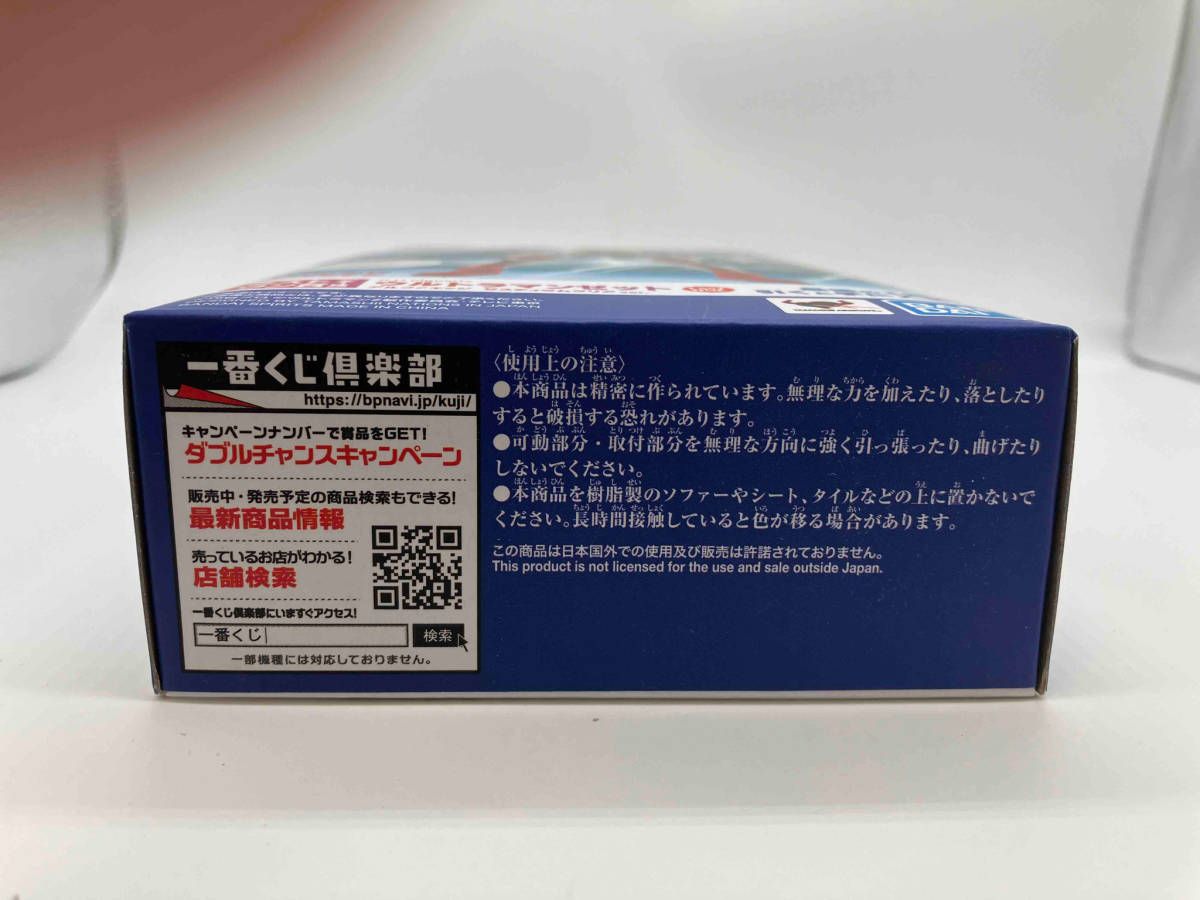 一番くじ倶楽部
https://bpnavi.jp/kuji/
キャンペーンナンバーで賞品をGET!
ダブルチャンスキャンペーン
販売中・発売予定の商品検索もできる!
最新商品情報
売っているお店がわかる!
店舗検索
一番くじ倶楽部にいますぐアクセス!
一番くじ 検索
一部機種には対応しておりません。
〈使用上の注意〉
●本商品は精密に作られています。無理な力を加えたり、落としたり
すると破損する恐れがあります。
●可動部分・取付部分を無理な方向に強く引っ張ったり、曲げたり
しないでください。
●本商品を樹脂製のソファーやシート、タイルなどの上に置かないで
ください。長時間接触していると色が移る場合があります。
この商品は日本国外での使用及び販売は許諾されておりません。
This product is not licensed for the use and sale outside Japan.